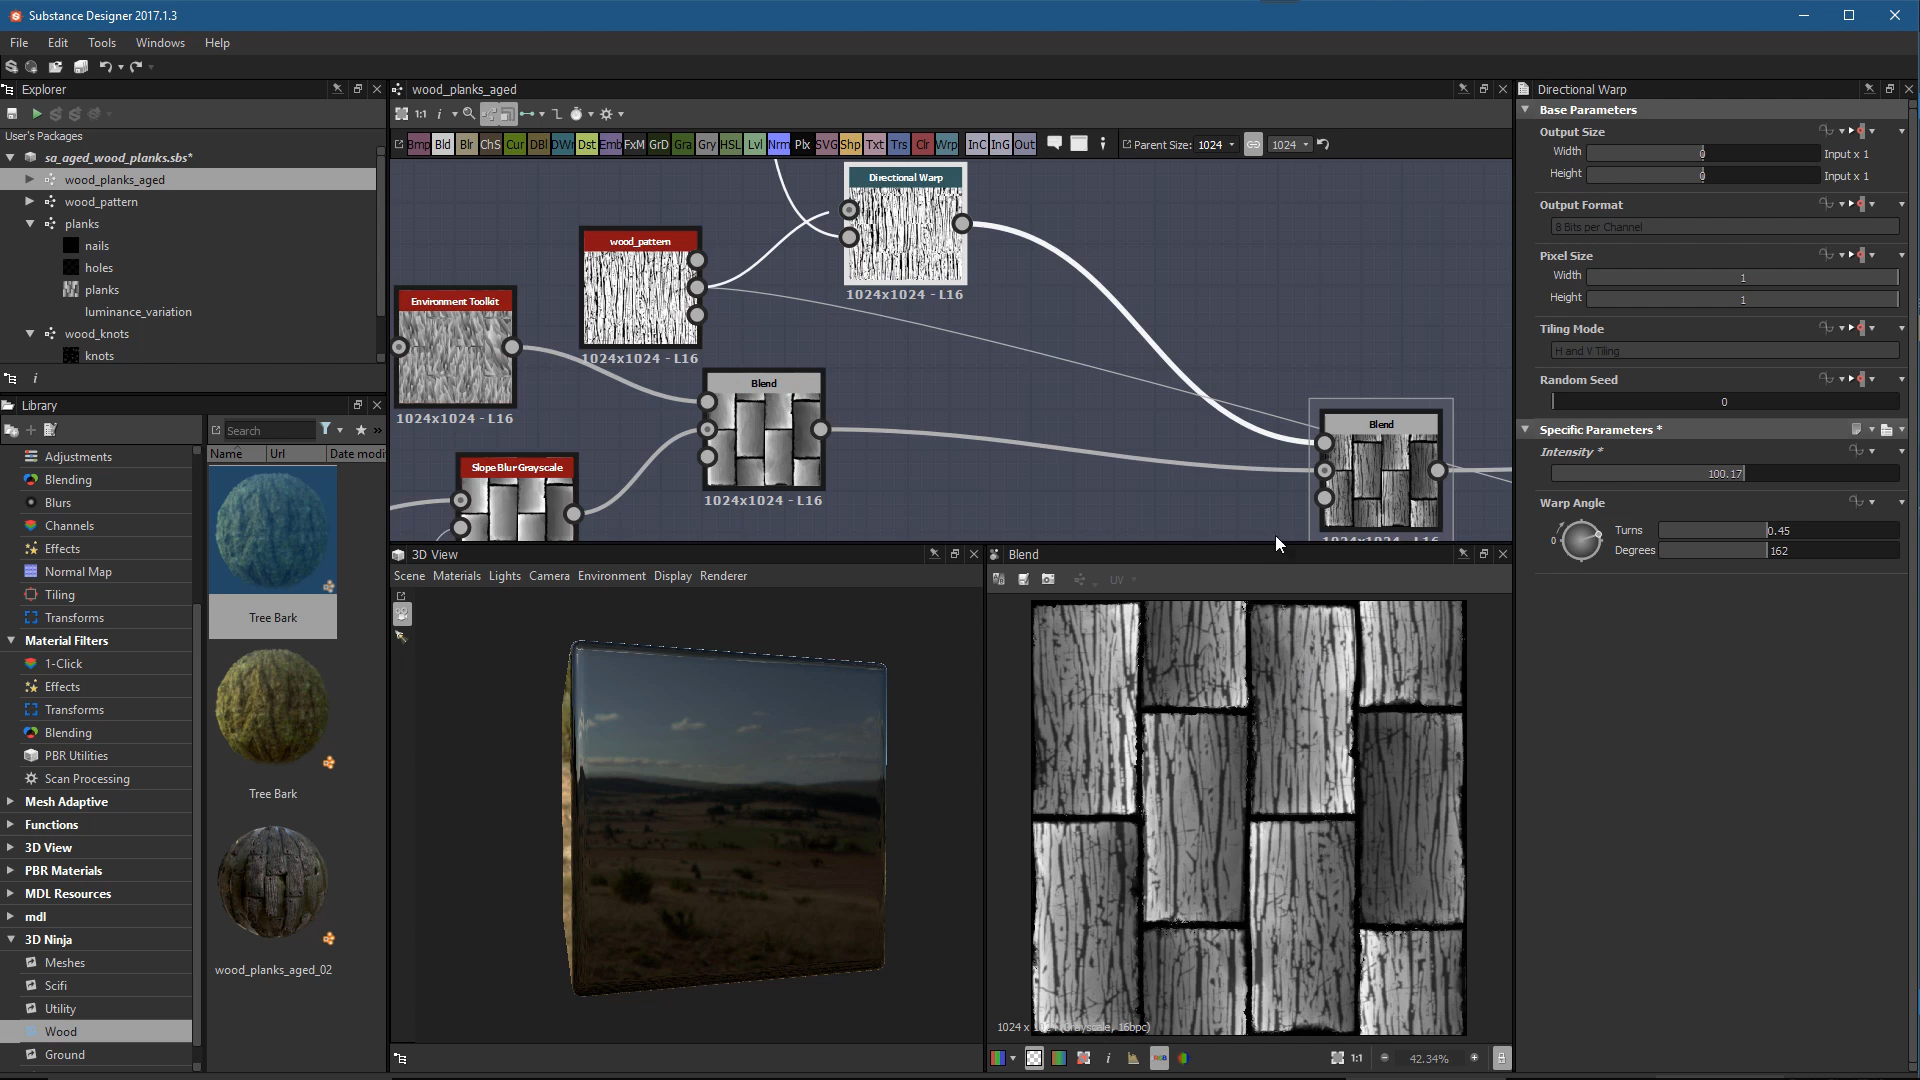 Substance Designer 2017.1.3
File Edit Tools Windows Help
Explorer
User's Packages
sa_aged_wood_planks.sbs*
wood_planks_aged
wood_pattern
planks
nails
holes
planks
luminance_variation
wood_knots
knots
Library
Search
Name Url Date modi
Adjustments
Blending
Blurs
Channels
Effects
Normal Map
Tiling
Transforms
Material Filters
1-Click
Effects
Transforms
Blending
PBR Utilities
Scan Processing
Mesh Adaptive
Functions
3D View
PBR Materials
MDL Resources
mdl
3D Ninja
Meshes
Scifi
Utility
Wood
Ground
Tree Bark
Tree Bark
wood_planks_aged_02
wood_planks_aged
1:1
Bmp Bld Blr ChS Cur DBl DWr Dst Emb FxM GrD Gra Gry HSL Lvl Nrm Plx SVG Shp Txt Trs Clr Wrp InC InG Out
Parent Size: 1024 1024
Directional Warp
1024x1024 - L16
wood_pattern
1024x1024 - L16
Environment Toolkit
1024x1024 - L16
Blend
1024x1024 - L16
Slope Blur Grayscale
Blend
1024x1024 - L16
3D View
Scene Materials Lights Camera Environment Display Renderer
Blend
UV
1:1 42.34%
Directional Warp
Base Parameters
Output Size
Width 0 Input x 1
Height 0 Input x 1
Output Format
8 Bits per Channel
Pixel Size
Width 1
Height 1
Tiling Mode
H and V Tiling
Random Seed
0
Specific Parameters *
Intensity *
100.17
Warp Angle
0
Turns 0.45
Degrees 162